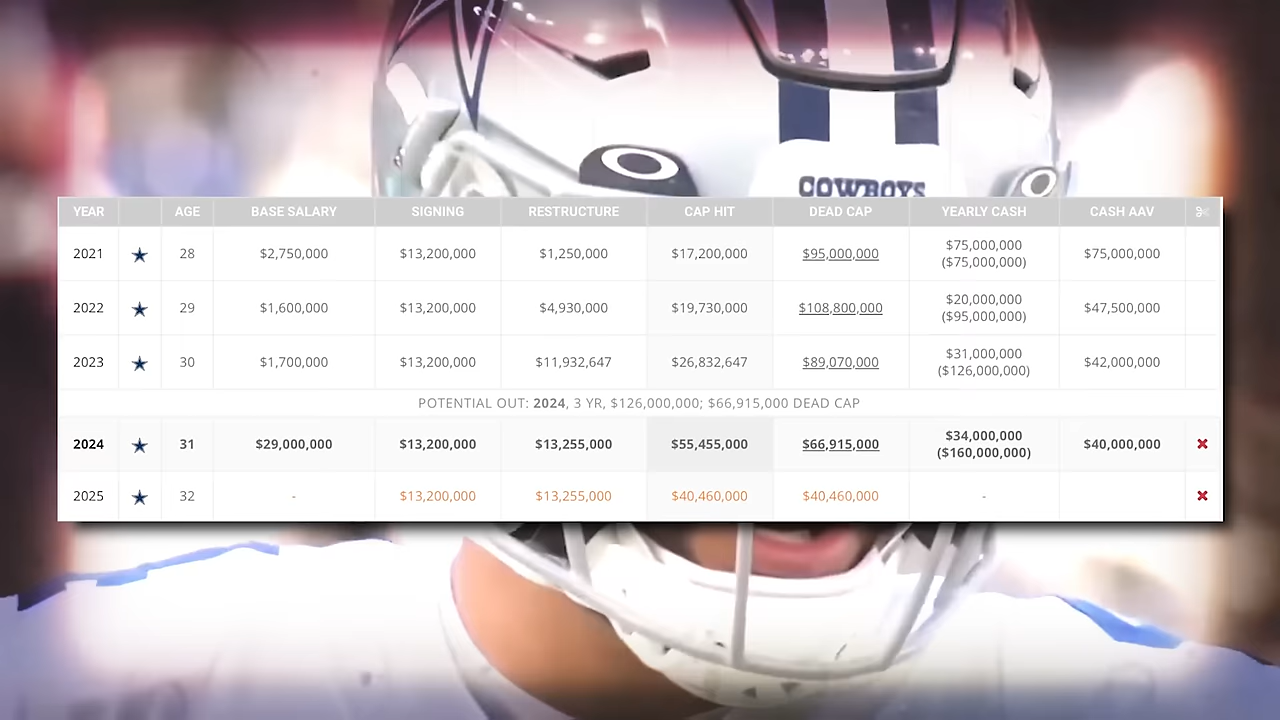 COWBOYS
YEAR AGE BASE SALARY SIGNING RESTRUCTURE CAP HIT DEAD CAP YEARLY CASH CASH AAV
2021 28 $2,750,000 $13,200,000 $1,250,000 $17,200,000 $95,000,000 $75,000,000 ($75,000,000) $75,000,000
2022 29 $1,600,000 $13,200,000 $4,930,000 $19,730,000 $108,800,000 $20,000,000 ($95,000,000) $47,500,000
2023 30 $1,700,000 $13,200,000 $11,932,647 $26,832,647 $89,070,000 $31,000,000 ($126,000,000) $42,000,000
POTENTIAL OUT: 2024, 3 YR, $126,000,000; $66,915,000 DEAD CAP
2024 31 $29,000,000 $13,200,000 $13,255,000 $55,455,000 $66,915,000 $34,000,000 ($160,000,000) $40,000,000
2025 32 - $13,200,000 $13,255,000 $40,460,000 $40,460,000 -